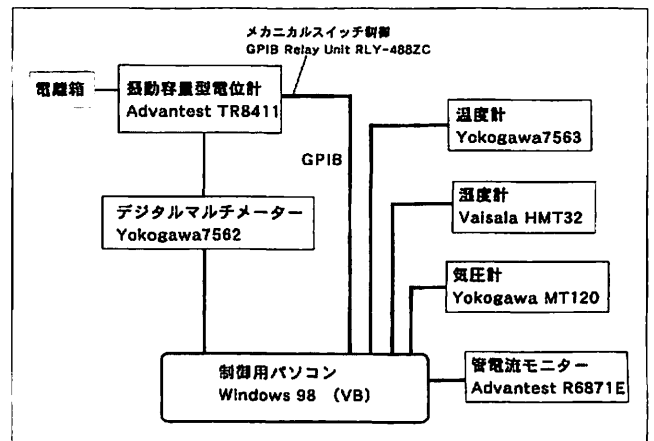 メカニカルスイッチ制御
GPIB Relay Unit RLY-488ZC
電離箱
振動容量型電位計
Advantest TR8411
温度計
Yokogawa7563
GPIB
湿度計
Vaisala HMT32
デジタルマルチメーター
Yokogawa7562
気圧計
Yokogawa MT120
制御用パソコン
Windows 98 （VB）
管電流モニター
Advantest R6871E